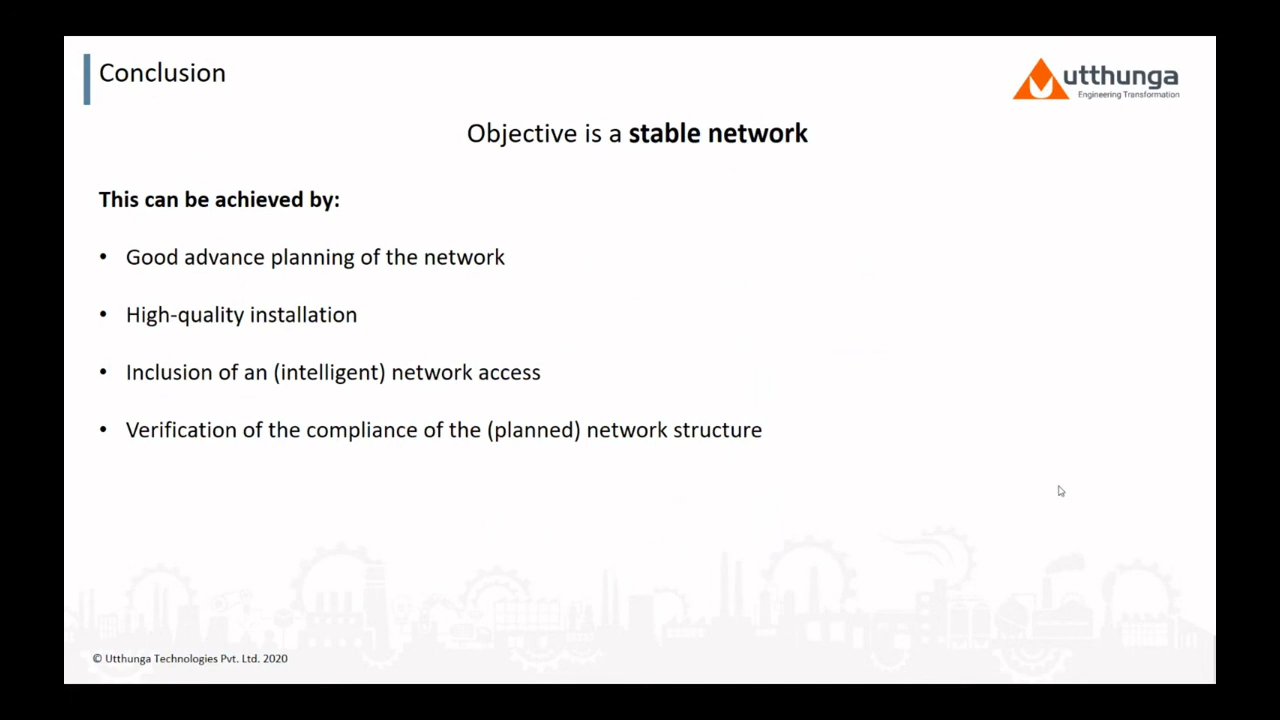 Conclusion
utthunga
Engineering Transformation
Objective is a stable network
This can be achieved by:
• Good advance planning of the network
• High-quality installation
• Inclusion of an (intelligent) network access
• Verification of the compliance of the (planned) network structure
© Utthunga Technologies Pvt. Ltd. 2020